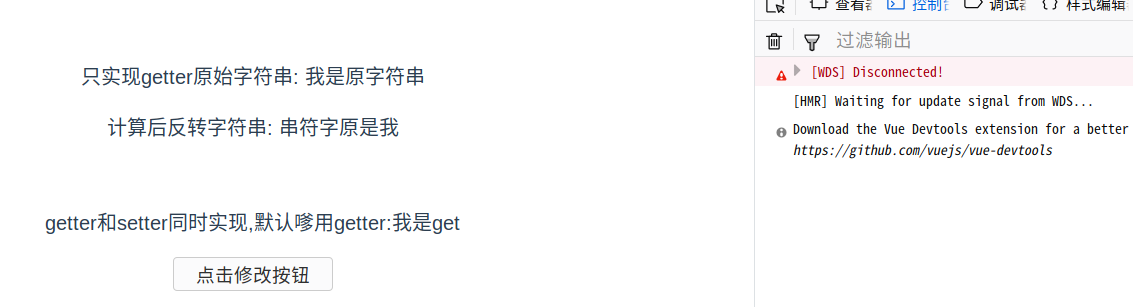 查看器 控制台 调试器 样式编辑
过滤输出
只实现getter原始字符串: 我是原字符串
计算后反转字符串: 串符字原是我
getter和setter同时实现,默认嗲用getter:我是get
点击修改按钮
[WDS] Disconnected!
[HMR] Waiting for update signal from WDS...
Download the Vue Devtools extension for a better
https://github.com/vuejs/vue-devtools